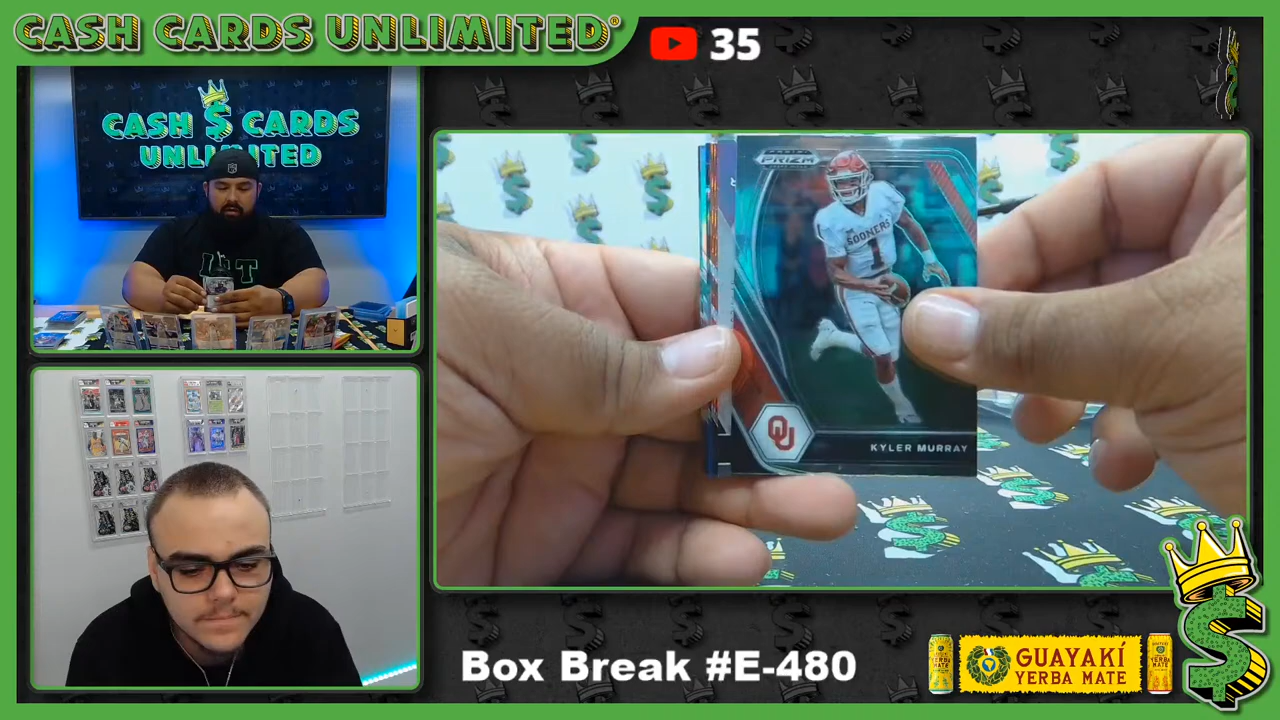 CASH CARDS UNLIMITED®
35
CASH $ CARDS
UNLIMITED
PANINI
PRIZM
SOONERS
1
OU
KYLER MURRAY
Box Break #E-480
GUAYAKÍ
YERBA MATE